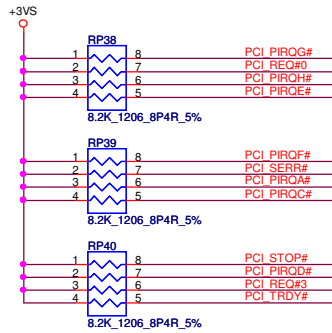 +3VS
RP38
1 8 PCI_PIRQG#
2 7 PCI_REQ#0
3 6 PCI_PIRQH#
4 5 PCI_PIRQE#
8.2K_1206_8P4R_5%
RP39
1 8 PCI_PIRQF#
2 7 PCI_SERR#
3 6 PCI_PIRQA#
4 5 PCI_PIRQC#
8.2K_1206_8P4R_5%
RP40
1 8 PCI_STOP#
2 7 PCI_PIRQD#
3 6 PCI_REQ#3
4 5 PCI_TRDY#
8.2K_1206_8P4R_5%